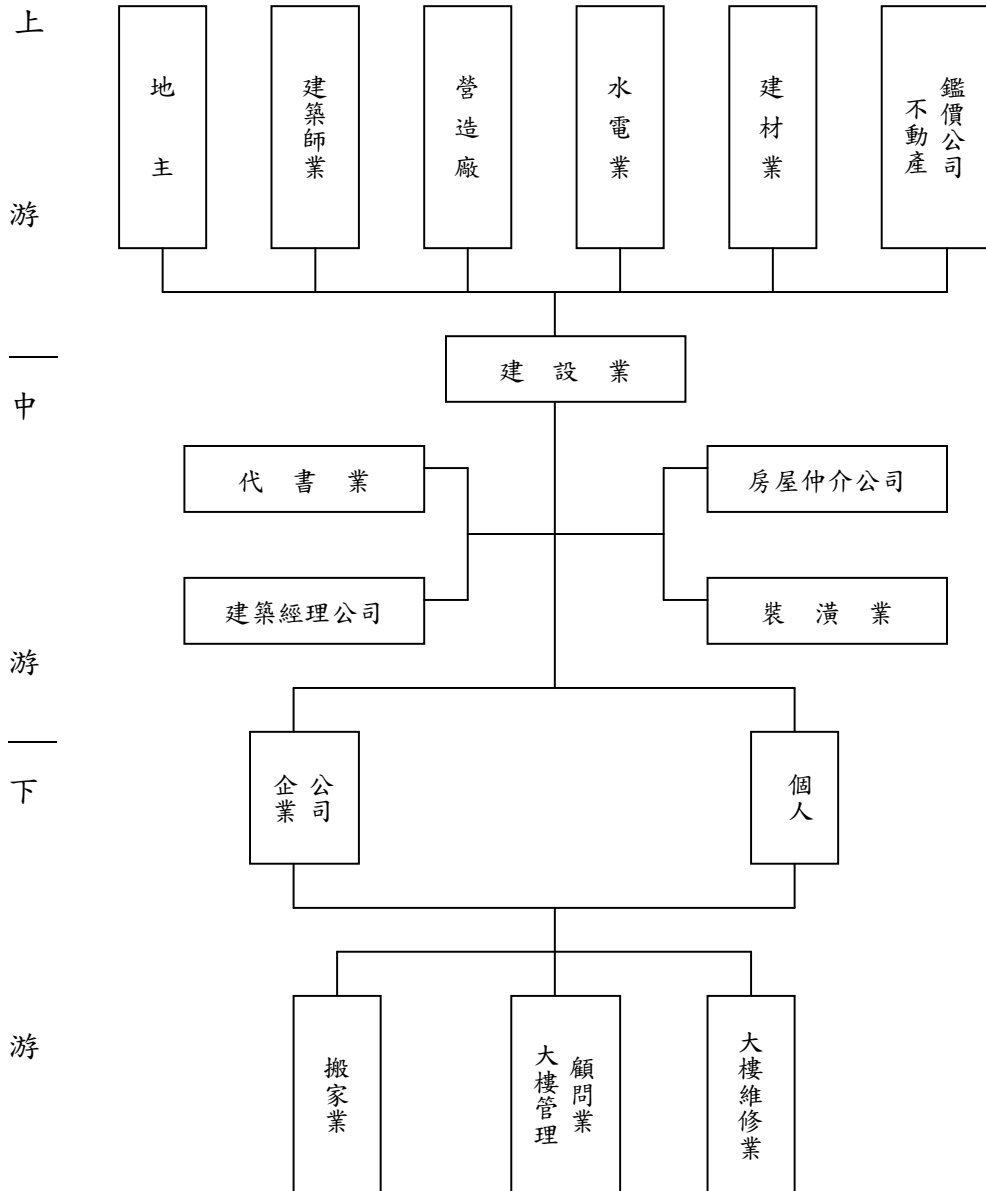 上游
地主
建築師業
營造廠
水電業
建材業
鑑價公司
不動產
建設業
中游
代書業
房屋仲介公司
建築經理公司
裝潢業
下游
企業
公司
個人
搬家業
大樓管理
顧問業
大樓維修業